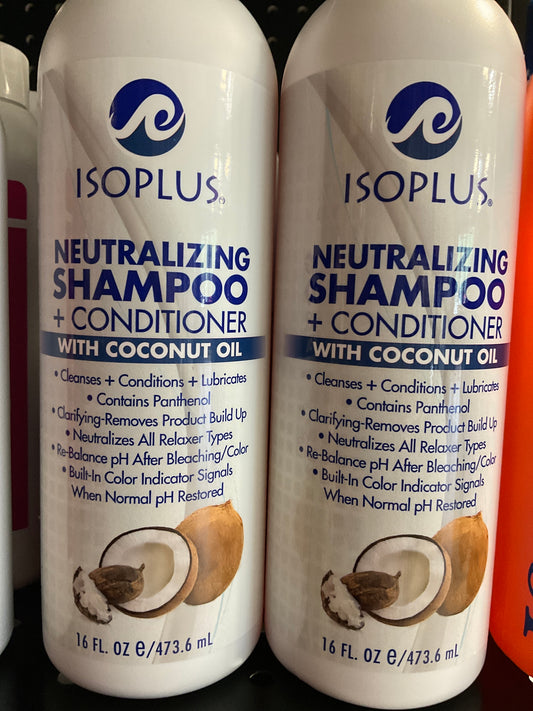 ISOPLUS
NEUTRALIZING
SHAMPOO
+ CONDITIONER
WITH COCONUT OIL
• Cleanses + Conditions + Lubricates
• Contains Panthenol
• Clarifying-Removes Product Build Up
• Neutralizes All Relaxer Types
• Re-Balance pH After Bleaching/Color
• Built-In Color Indicator Signals
When Normal pH Restored
16 FL. OZ e/473.6 mL
ISOPLUS®
NEUTRALIZING
SHAMPOO
+ CONDITIONER
WITH COCONUT OIL
• Cleanses + Conditions + Lubricates
• Contains Panthenol
• Clarifying-Removes Product Build Up
• Neutralizes All Relaxer Types
• Re-Balance pH After Bleaching/Color
• Built-In Color Indicator Signals
When Normal pH Restored
16 FL. OZ e/473.6 mL